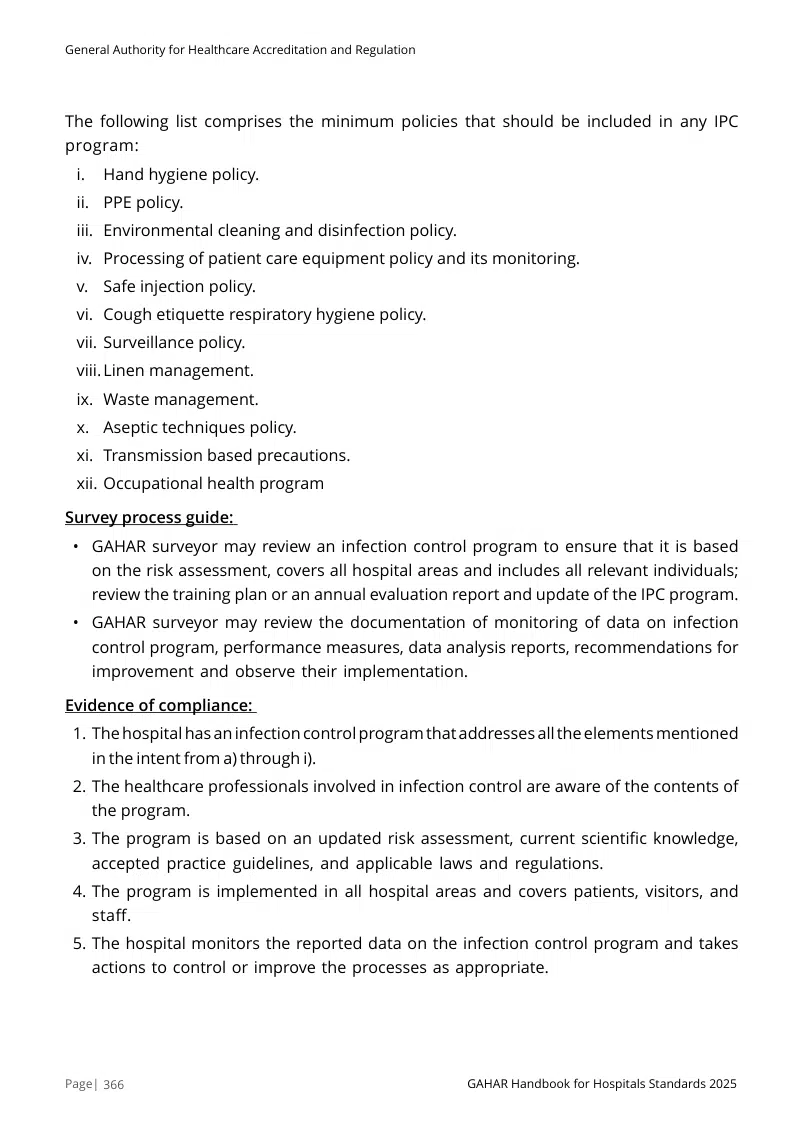 General Authority for Healthcare Accreditation and Regulation
The following list comprises the minimum policies that should be included in any IPC
program:
i. Hand hygiene policy.
ii. PPE policy.
iii. Environmental cleaning and disinfection policy.
iv. Processing of patient care equipment policy and its monitoring.
v. Safe injection policy.
vi. Cough etiquette respiratory hygiene policy.
vii. Surveillance policy.
viii. Linen management.
ix. Waste management.
x. Aseptic techniques policy.
xi. Transmission based precautions.
xii. Occupational health program
Survey process guide:
• GAHAR surveyor may review an infection control program to ensure that it is based
on the risk assessment, covers all hospital areas and includes all relevant individuals;
review the training plan or an annual evaluation report and update of the IPC program.
• GAHAR surveyor may review the documentation of monitoring of data on infection
control program, performance measures, data analysis reports, recommendations for
improvement and observe their implementation.
Evidence of compliance:
1. The hospital has an infection control program that addresses all the elements mentioned
in the intent from a) through i).
2. The healthcare professionals involved in infection control are aware of the contents of
the program.
3. The program is based on an updated risk assessment, current scientific knowledge,
accepted practice guidelines, and applicable laws and regulations.
4. The program is implemented in all hospital areas and covers patients, visitors, and
staff.
5. The hospital monitors the reported data on the infection control program and takes
actions to control or improve the processes as appropriate.
Page| 366
GAHAR Handbook for Hospitals Standards 2025